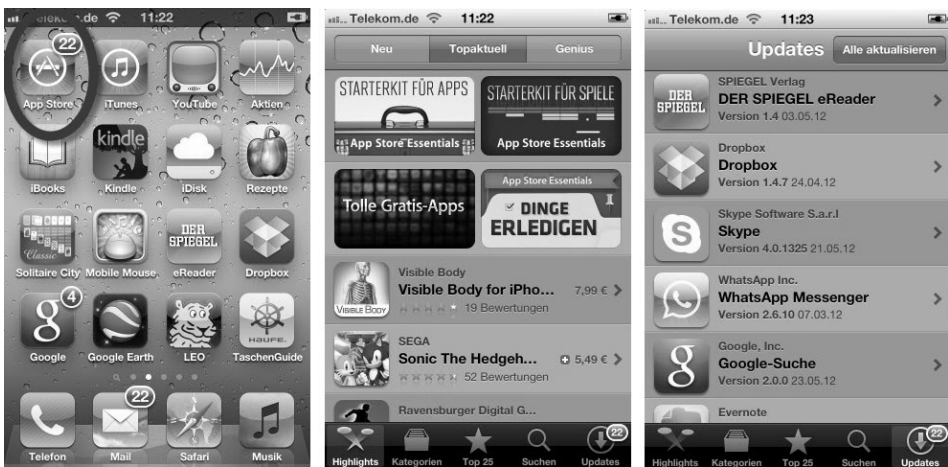 Telekom.de 11:22
22
App Store iTunes YouTube Aktien
kindle
iBooks Kindle iDisk Rezepte
Classic DER SPIEGEL
Solitaire City Mobile Mouse eReader Dropbox
g 4 HAUFE.
Google Google Earth LEO TaschenGuide
22
Telefon Mail Safari Musik
Telekom.de 11:22
Neu Topaktuell Genius
STARTERKIT FÜR APPS
App Store Essentials
STARTERKIT FÜR SPIELE
App Store Essentials
Tolle Gratis-Apps
App Store Essentials
DINGE
ERLEDIGEN
VISIBLE BODY
Visible Body
Visible Body for iPho... 7,99 €
19 Bewertungen
SEGA
Sonic The Hedgeh... 5,49 €
52 Bewertungen
Ravensburger Digital G...
22
Highlights Kategorien Top 25 Suchen Updates
Telekom.de 11:23
Updates Alle aktualisieren
DER
SPIEGEL
SPIEGEL Verlag
DER SPIEGEL eReader
Version 1.4 03.05.12
Dropbox
Dropbox
Version 1.4.7 24.04.12
S
Skype Software S.a.r.l
Skype
Version 4.0.1325 21.05.12
WhatsApp Inc.
WhatsApp Messenger
Version 2.6.10 07.03.12
g
Google, Inc.
Google-Suche
Version 2.0.0 23.05.12
Evernote
22
Highlights Kategorien Top 25 Suchen Updates